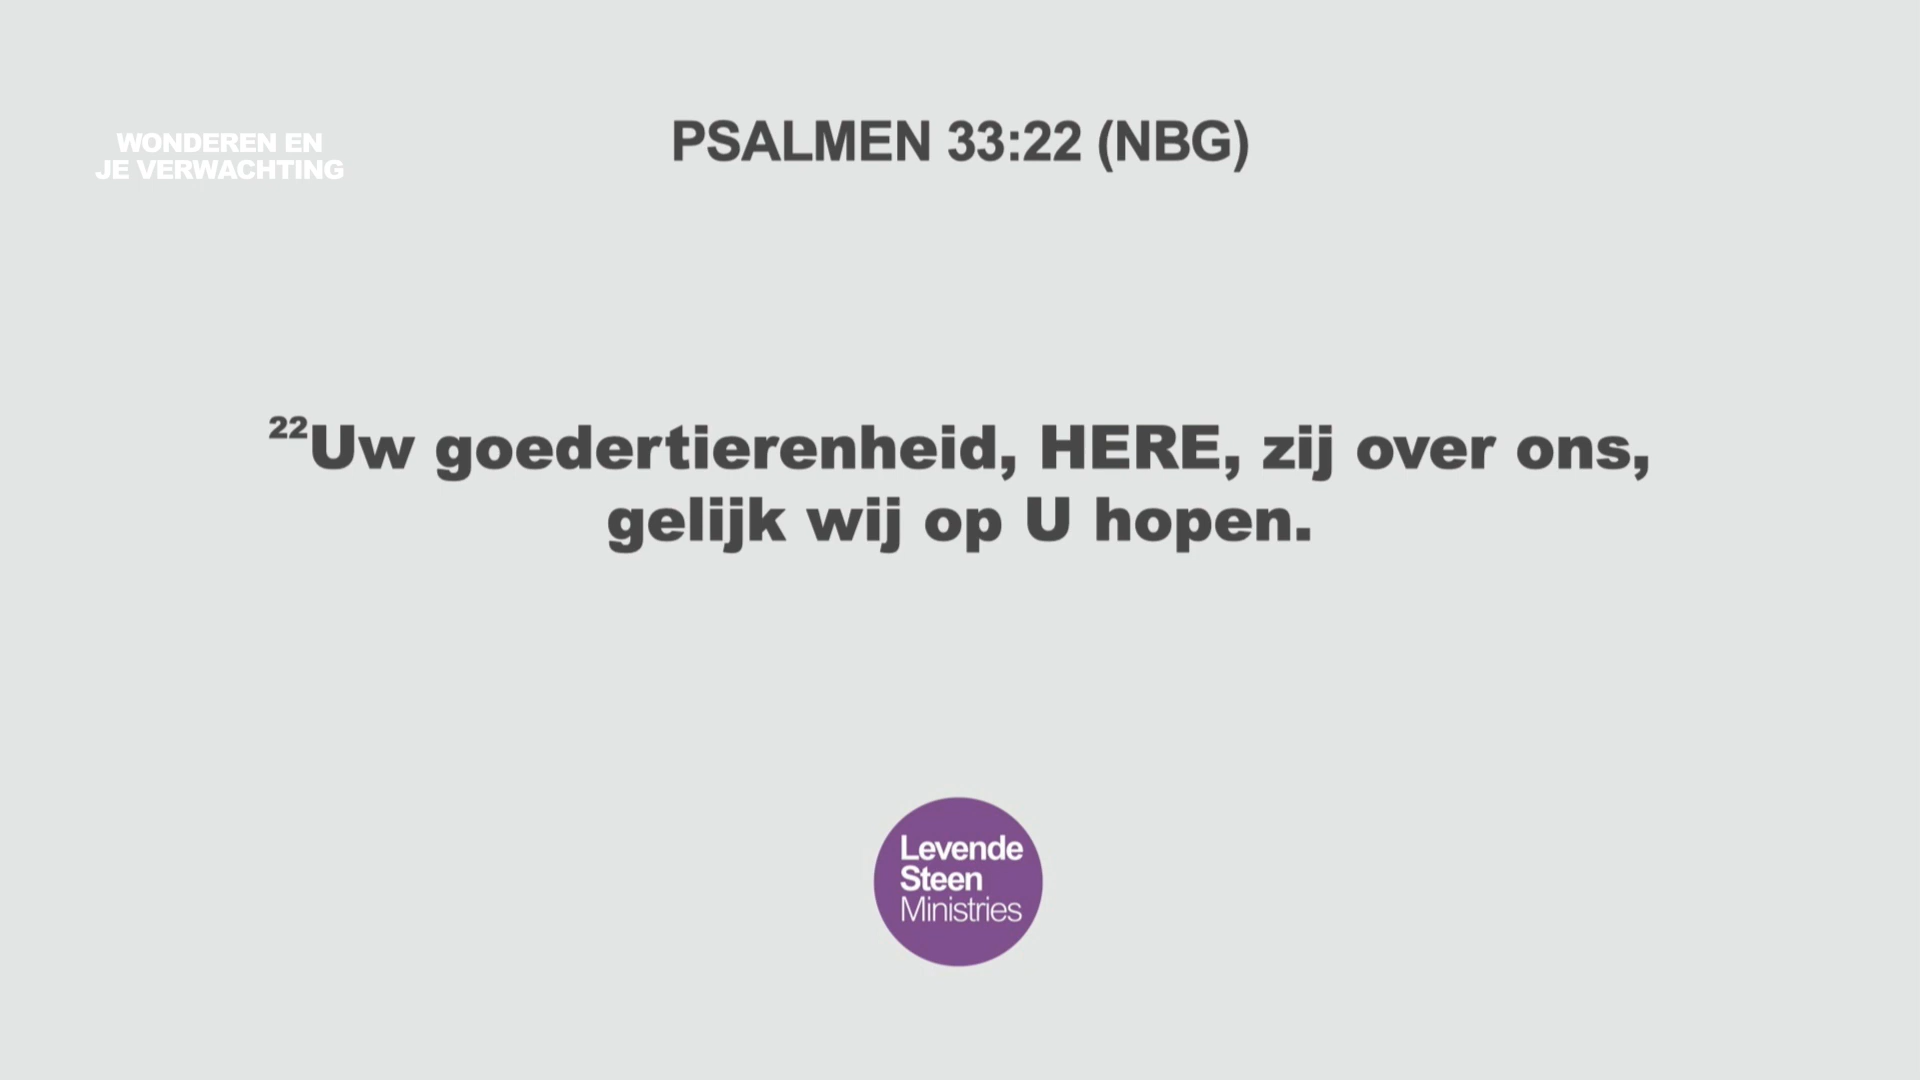 WONDEREN EN
JE VERWACHTING
PSALMEN 33:22 (NBG)
²²Uw goedertierenheid, HERE, zij over ons,
gelijk wij op U hopen.
Levende
Steen
Ministries